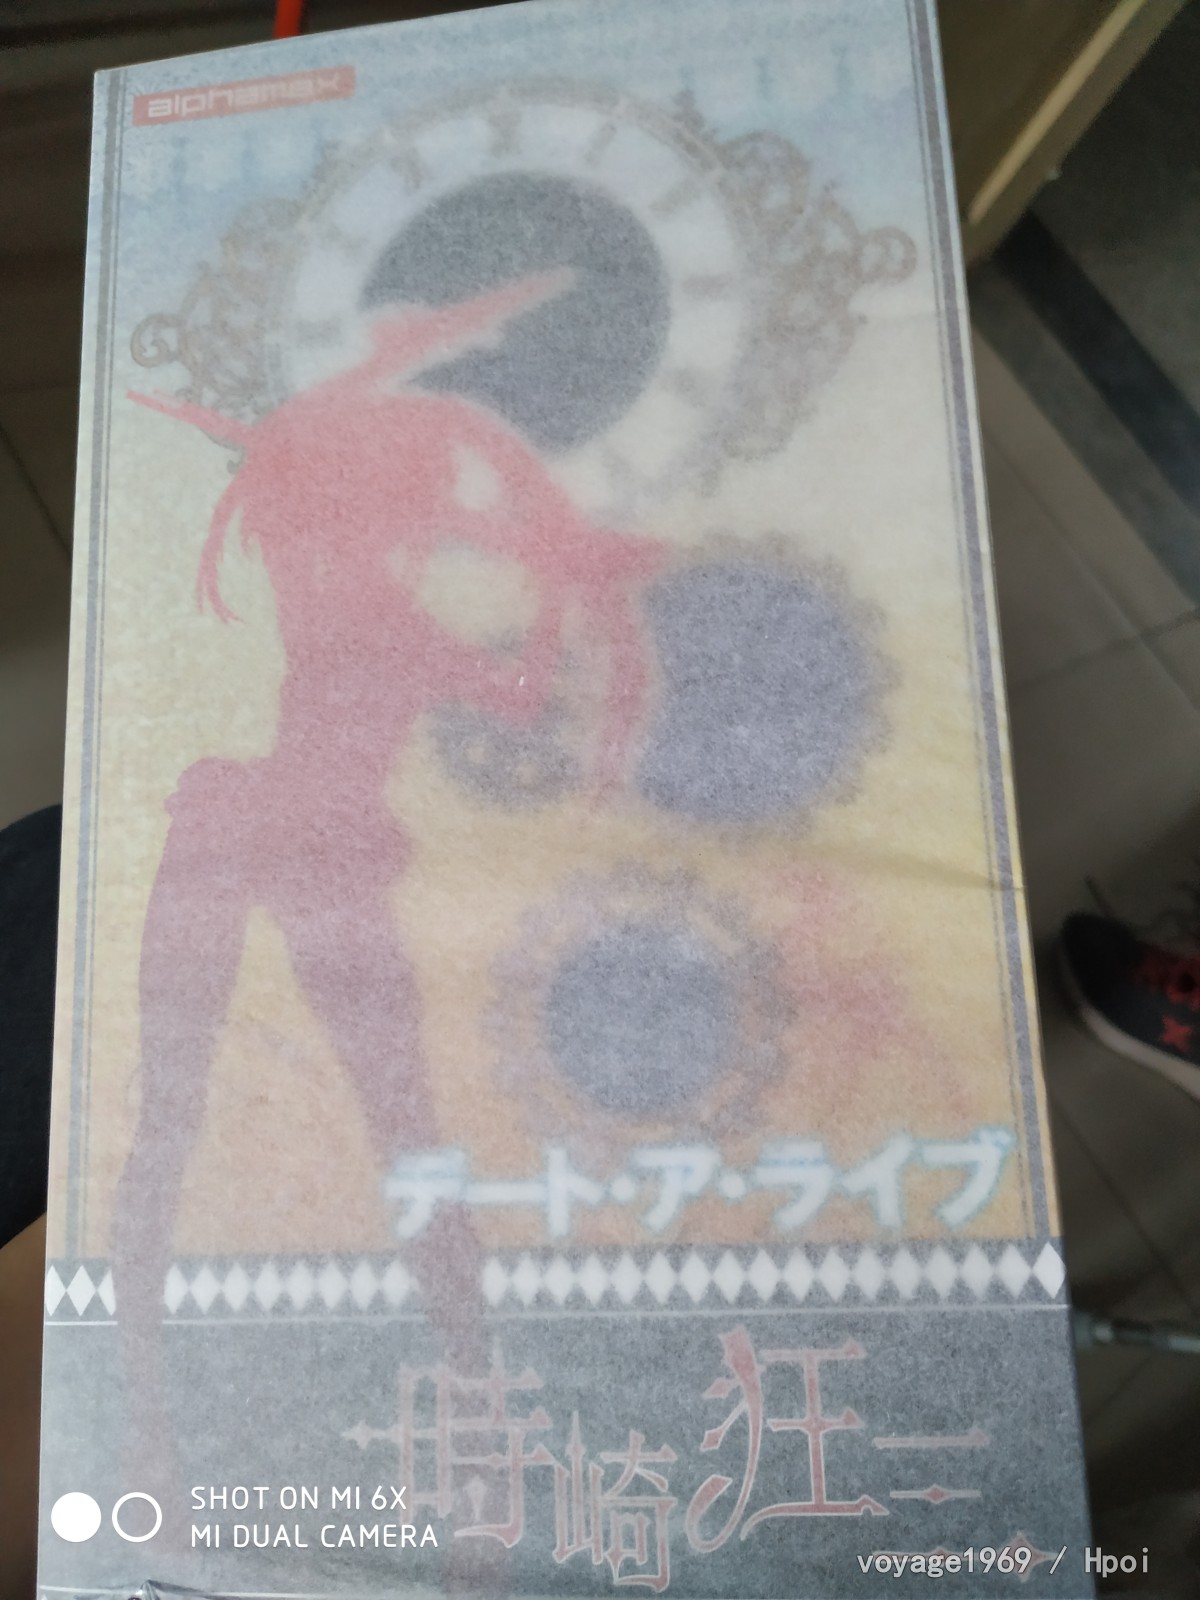 alphamax
デート・ア・ライブ
時崎狂三
SHOT ON MI 6X
MI DUAL CAMERA
voyage1969 / Hpoi